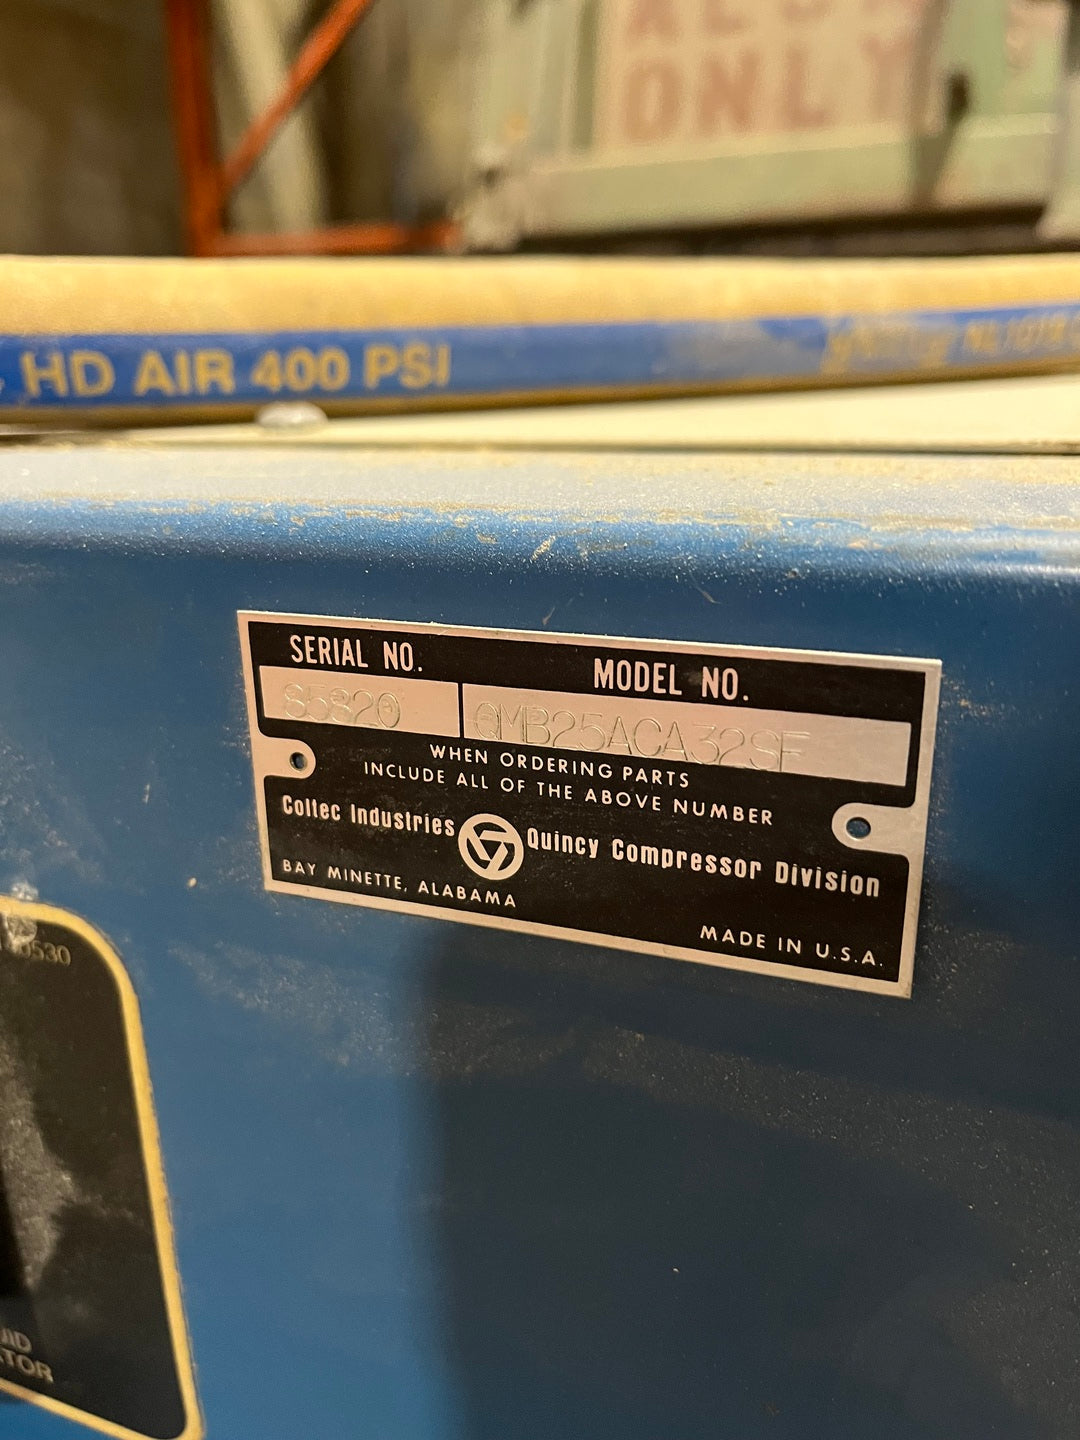 ONLY
HD AIR 400 PSI
SERIAL NO.
MODEL NO.
85820
QMB25ACA32SF
WHEN ORDERING PARTS
INCLUDE ALL OF THE ABOVE NUMBER
Coltec Industries
Quincy Compressor Division
BAY MINETTE, ALABAMA
MADE IN U.S.A.